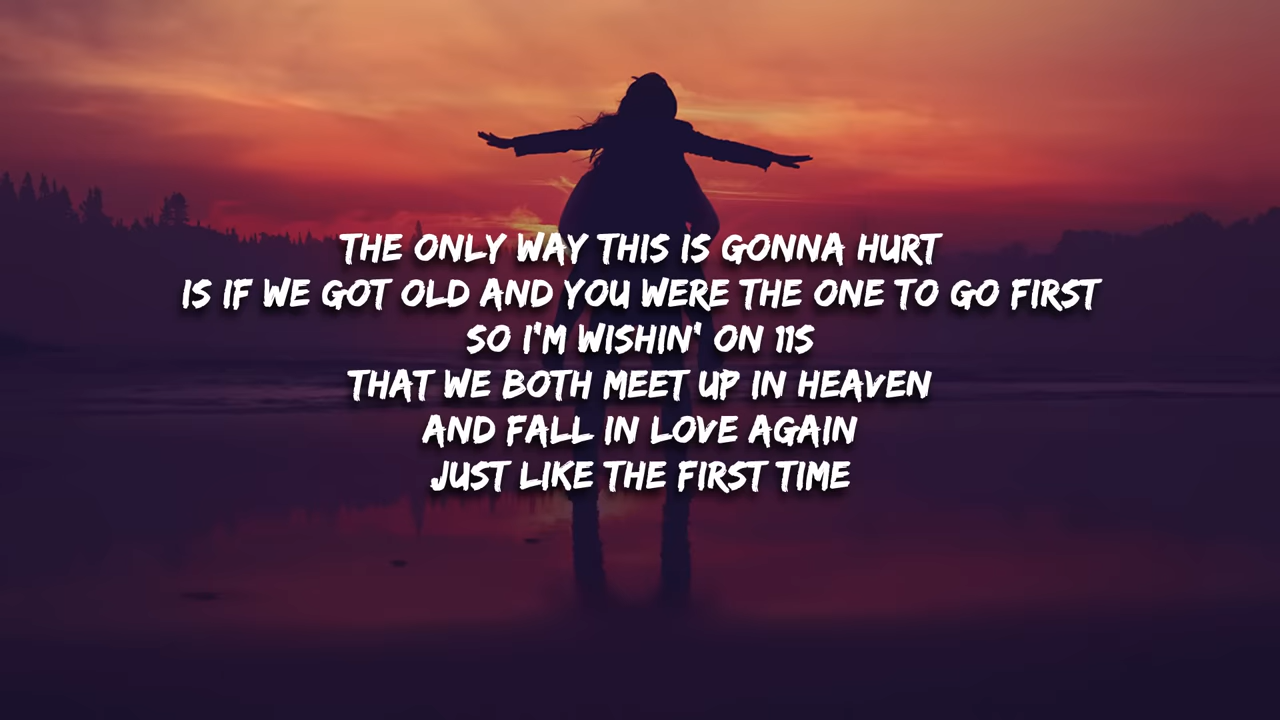 THE ONLY WAY THIS IS GONNA HURT
IS IF WE GOT OLD AND YOU WERE THE ONE TO GO FIRST
SO I'M WISHIN' ON 11S
THAT WE BOTH MEET UP IN HEAVEN
AND FALL IN LOVE AGAIN
JUST LIKE THE FIRST TIME